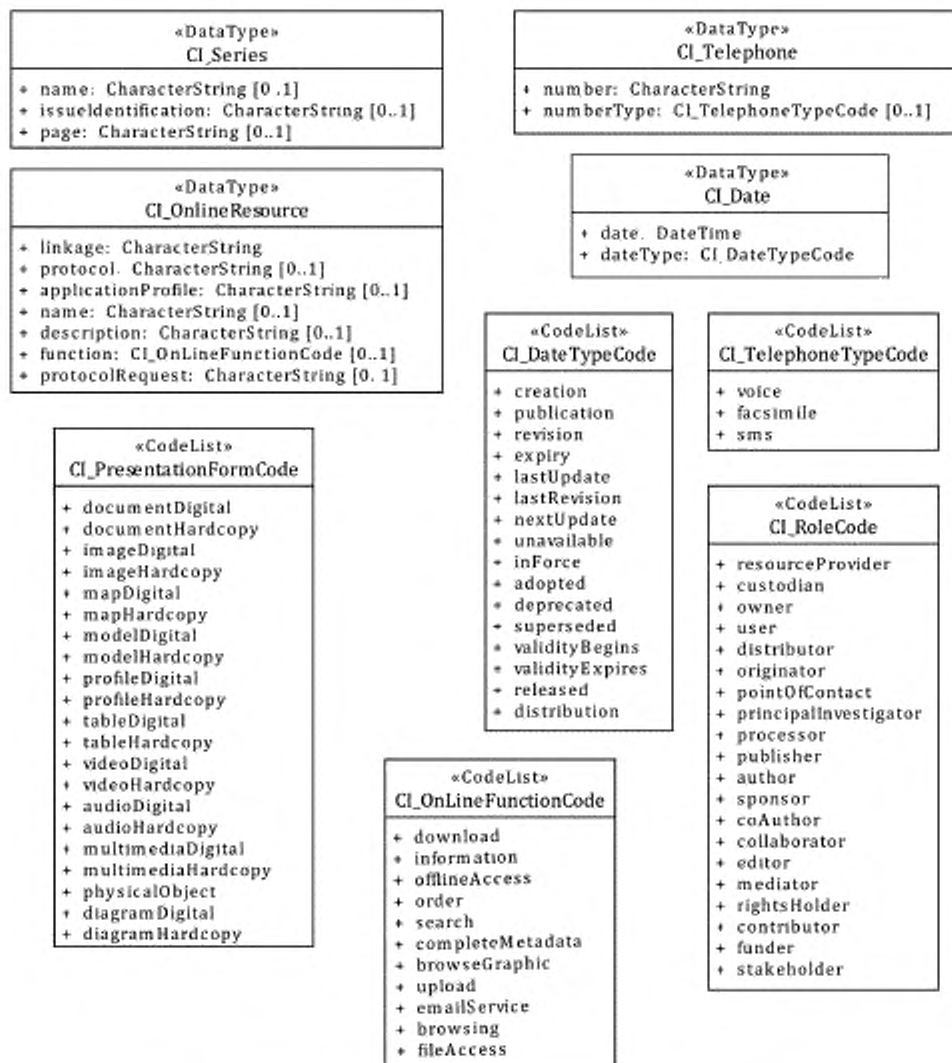 «DataType»
CI_Series
+ name: CharacterString [0..1]
+ issueIdentification: CharacterString [0..1]
+ page: CharacterString [0..1]
«DataType»
CI_Telephone
+ number: CharacterString
+ numberType: CI_TelephoneTypeCode [0..1]
«DataType»
CI_OnlineResource
+ linkage: CharacterString
+ protocol. CharacterString [0..1]
+ applicationProfile: CharacterString [0..1]
+ name: CharacterString [0..1]
+ description: CharacterString [0..1]
+ function: CI_OnLineFunctionCode [0..1]
+ protocolRequest: CharacterString [0. 1]
«DataType»
CI_Date
+ date. DateTime
+ dateType: CI_DateTypeCode
«CodeList»
CI_DateTypeCode
+ creation
+ publication
+ revision
+ expiry
+ lastUpdate
+ lastRevision
+ nextUpdate
+ unavailable
+ inForce
+ adopted
+ deprecated
+ superseded
+ validityBegins
+ validityExpires
+ released
+ distribution
«CodeList»
CI_TelephoneTypeCode
+ voice
+ facsimile
+ sms
«CodeList»
CI_PresentationFormCode
+ documentDigital
+ documentHardcopy
+ imageDigital
+ imageHardcopy
+ mapDigital
+ mapHardcopy
+ modelDigital
+ modelHardcopy
+ profileDigital
+ profileHardcopy
+ tableDigital
+ tableHardcopy
+ videoDigital
+ videoHardcopy
+ audioDigital
+ audioHardcopy
+ multimediaDigital
+ multimediaHardcopy
+ physicalObject
+ diagramDigital
+ diagramHardcopy
«CodeList»
CI_RoleCode
+ resourceProvider
+ custodian
+ owner
+ user
+ distributor
+ originator
+ pointOfContact
+ principalInvestigator
+ processor
+ publisher
+ author
+ sponsor
+ coAuthor
+ collaborator
+ editor
+ mediator
+ rightsHolder
+ contributor
+ funder
+ stakeholder
«CodeList»
CI_OnLineFunctionCode
+ download
+ information
+ offlineAccess
+ order
+ search
+ completeMetadata
+ browseGraphic
+ upload
+ emailService
+ browsing
+ fileAccess